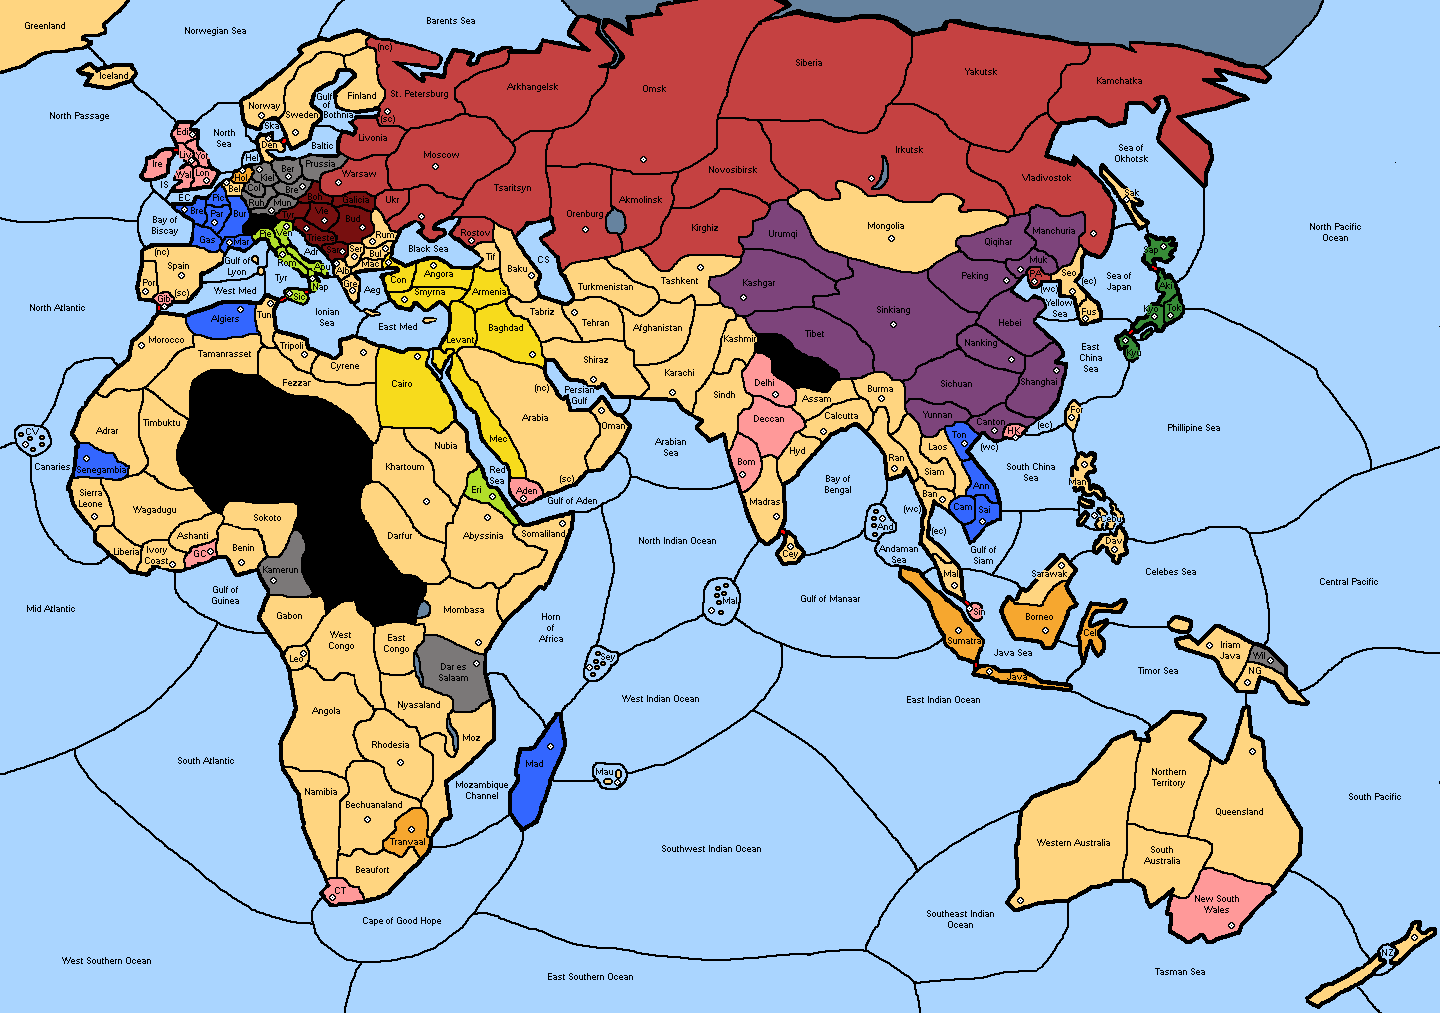 Greenland
Norwegian Sea
Barents Sea
Iceland
(nc)
Siberia
Yakutsk
Kamchatka
Omsk
Arkhangelsk
St. Petersburg
Finland
Norway
Sweden
Gulf
of
Bothnia
North Passage
(sc)
Ska
North
Sea
Edi
Den
Baltic
Livonia
Moscow
Irkutsk
Sea of
Okhotsk
Liv
Yor
Ire
Wal
Lon
Hel
Hol
Bel
Kiel
Ber
Prussia
Warsaw
Novosibirsk
Vladivostok
IS
EC
Col
Bre
Ruh
Mun
Boh
Galicia
Ukr
Tsaritsyn
Akmolinsk
Sak
Pic
Bre
Par
Bur
Tyr
Vie
Bud
Orenburg
Kirghiz
Mongolia
Bay of
Biscay
Gas
Mar
Pie
Ven
Trieste
Rum
Rostov
Urumqi
Qiqihar
Manchuria
North Pacific
Ocean
(nc)
Spain
Gulf of
Lyon
Rom
Adr
Ser
Bul
Black Sea
Tif
Baku
CS
Muk
Sap
Por
(sc)
Tyr
Apu
Alb
Mac
Con
Angora
Tashkent
Kashgar
Peking
PA
Seo
(ec)
Sea of
Japan
Aki
Gib
West Med
Nap
Sic
Gre
Aeg
Smyrna
Armenia
Turkmenistan
(wc)
Yellow
Sea
Fus
Kyo
Tok
North Atlantic
Algiers
Tun
Ionian
Sea
East Med
Tabriz
Tehran
Afghanistan
Sinkiang
Hebei
Kyu
Morocco
Tamanrasset
Tripoli
Levant
Baghdad
Kashmir
Tibet
Nanking
East
China
Sea
Cyrene
Fezzar
Cairo
Shiraz
Karachi
Delhi
Sichuan
Shanghai
(nc)
Persian
Gulf
Sindh
Assam
Burma
Timbuktu
Arabia
Oman
Deccan
Calcutta
Yunnan
Canton
HK
(ec)
For
Phillipine Sea
CV
Adrar
Nubia
Mec
Arabian
Sea
Hyd
Ton
(wc)
Laos
Canaries
Senegambia
Khartoum
Red
Sea
(sc)
Bom
Ran
Siam
South China
Sea
Man
Sierra
Leone
Eri
Aden
Gulf of Aden
Madras
Bay of
Bengal
Ban
Ann
Wagadugu
Sokoto
Cam
Sai
Cebu
Liberia
Ivory
Coast
Ashanti
GC
Benin
Darfur
Abyssinia
Somaliland
North Indian Ocean
Cey
And
(wc)
(ec)
Andaman
Sea
Gulf of
Siam
Dav
Kamerun
Mal
Sarawak
Celebes Sea
Central Pacific
Mid Atlantic
Gulf of
Guinea
Gabon
Mombasa
Horn
of
Africa
Mal
Gulf of Manaar
Sin
Borneo
West
Congo
East
Congo
Sumatra
Cel
Leo
Dar es
Salaam
Sey
Java Sea
Java
Iriam
Java
Wil
NG
Timor Sea
Angola
Nyasaland
West Indian Ocean
East Indian Ocean
Rhodesia
Moz
South Atlantic
Mad
Mau
Namibia
Bechuanaland
Mozambique
Channel
Northern
Territory
South Pacific
Queensland
Tranvaal
Beaufort
Southwest Indian Ocean
Western Australia
South
Australia
CT
Cape of Good Hope
Southeast Indian
Ocean
New South
Wales
West Southern Ocean
East Southern Ocean
Tasman Sea
NZ